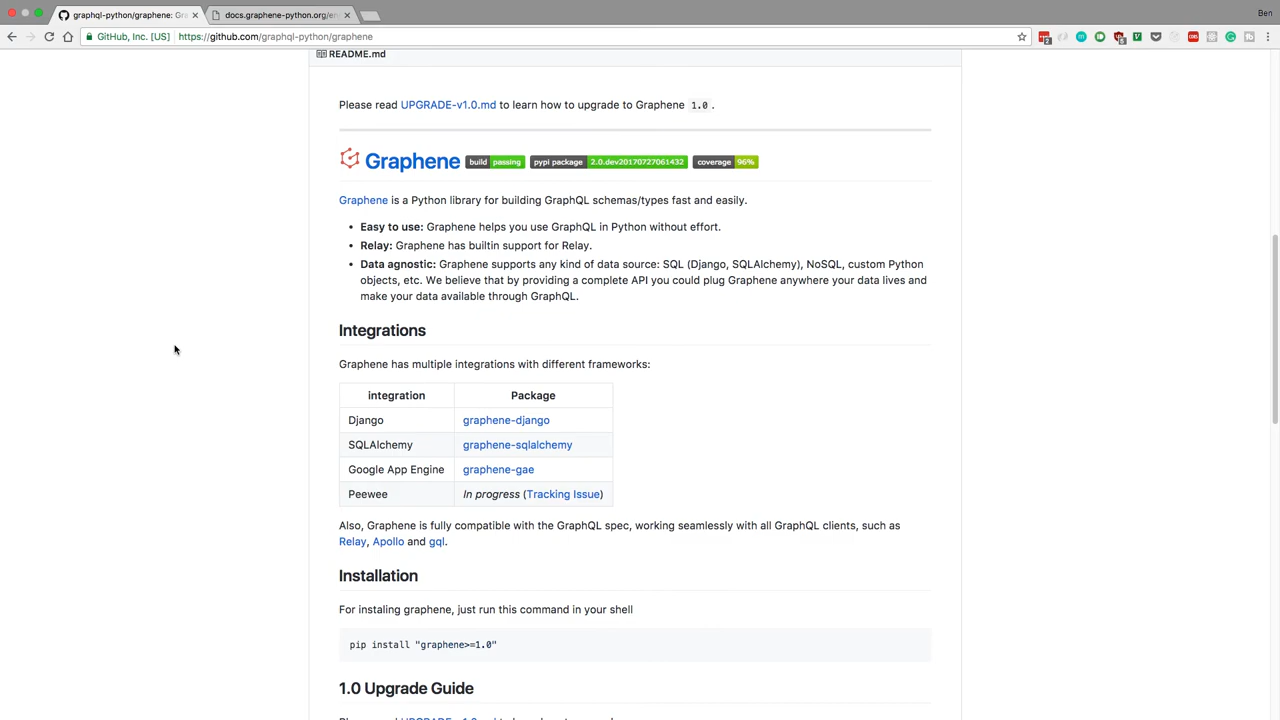 graphql-python/graphene: Gra
docs.graphene-python.org/en
Ben
GitHub, Inc. [US]
https://github.com/graphql-python/graphene
README.md
Please read UPGRADE-v1.0.md to learn how to upgrade to Graphene 1.0 .
Graphene build passing pypi package 2.0.dev20170727061432 coverage 96%
Graphene is a Python library for building GraphQL schemas/types fast and easily.
• Easy to use: Graphene helps you use GraphQL in Python without effort.
• Relay: Graphene has builtin support for Relay.
• Data agnostic: Graphene supports any kind of data source: SQL (Django, SQLAlchemy), NoSQL, custom Python
objects, etc. We believe that by providing a complete API you could plug Graphene anywhere your data lives and
make your data available through GraphQL.
Integrations
Graphene has multiple integrations with different frameworks:
integration Package
Django graphene-django
SQLAlchemy graphene-sqlalchemy
Google App Engine graphene-gae
Peewee In progress (Tracking Issue)
Also, Graphene is fully compatible with the GraphQL spec, working seamlessly with all GraphQL clients, such as
Relay, Apollo and gql.
Installation
For instaling graphene, just run this command in your shell
pip install "graphene>=1.0"
1.0 Upgrade Guide